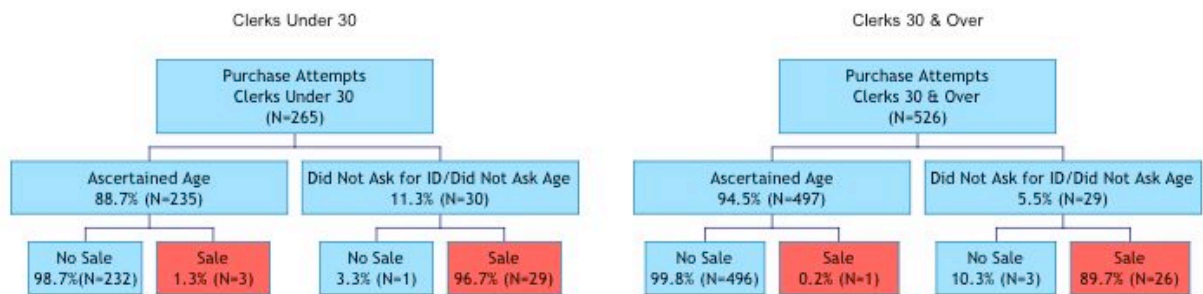 Clerks Under 30
Purchase Attempts
Clerks Under 30
(N=265)
Ascertained Age
88.7% (N=235)
Did Not Ask for ID/Did Not Ask Age
11.3% (N=30)
No Sale
98.7%(N=232)
Sale
1.3% (N=3)
No Sale
3.3% (N=1)
Sale
96.7% (N=29)
Clerks 30 & Over
Purchase Attempts
Clerks 30 & Over
(N=526)
Ascertained Age
94.5% (N=497)
Did Not Ask for ID/Did Not Ask Age
5.5% (N=29)
No Sale
99.8% (N=496)
Sale
0.2% (N=1)
No Sale
10.3% (N=3)
Sale
89.7% (N=26)